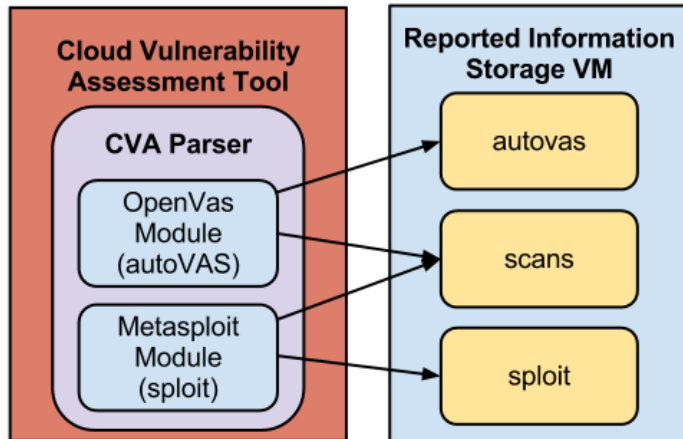 Cloud Vulnerability
Assessment Tool
CVA Parser
OpenVas
Module
(autoVAS)
Metasploit
Module
(sploit)
Reported Information
Storage VM
autovas
scans
sploit